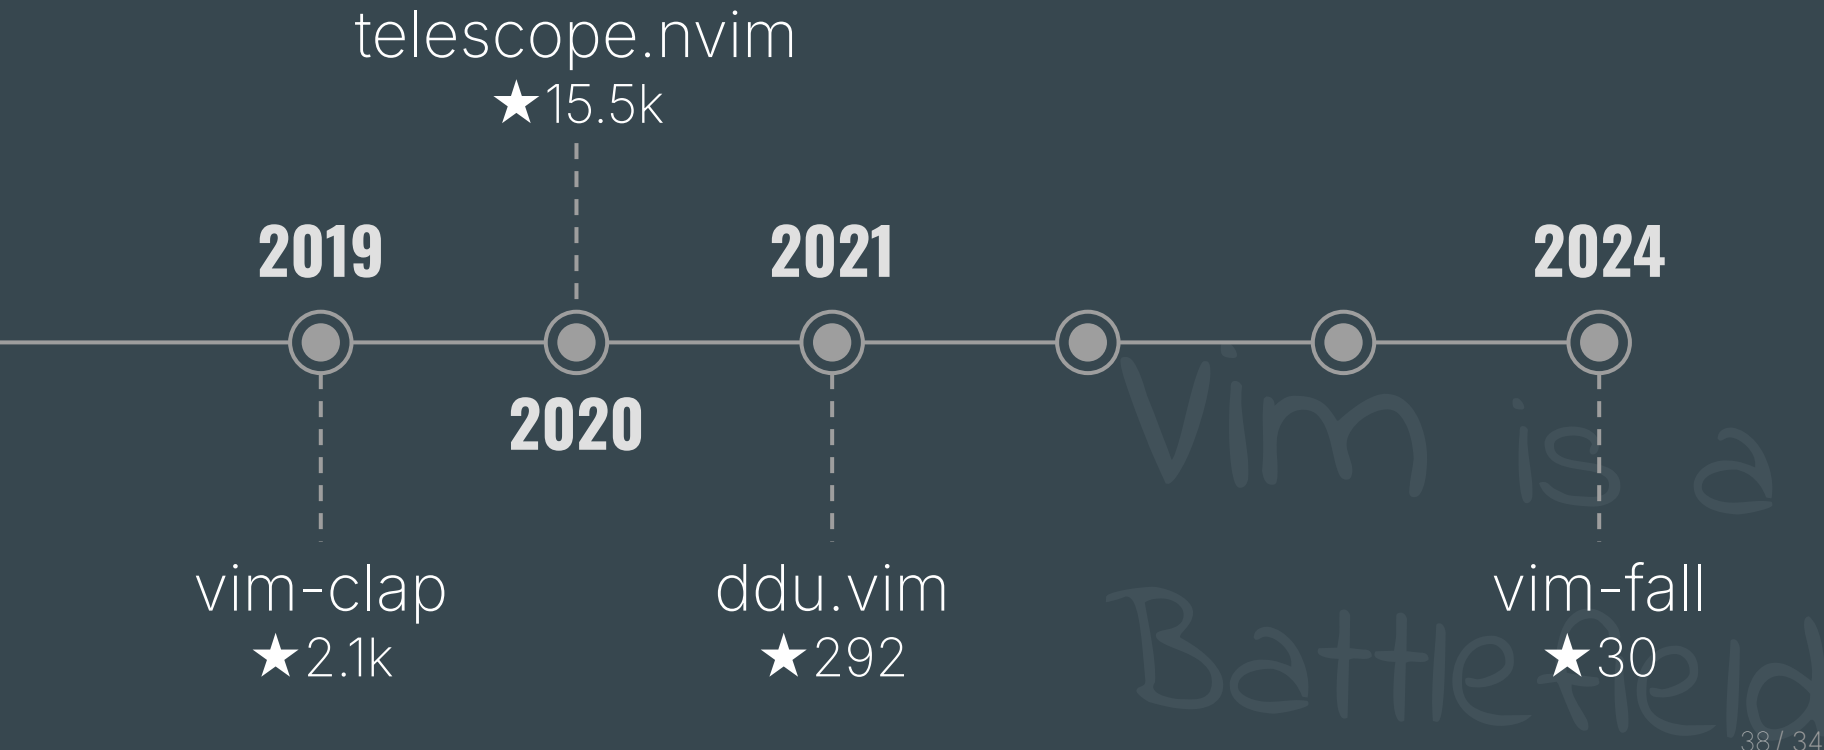 telescope.nvim
★15.5k
2019
2021
2024
2020
Vim is a
vim-clap
ddu.vim
vim-fall
★2.1k
★292
★30
Battlefield
38 / 34